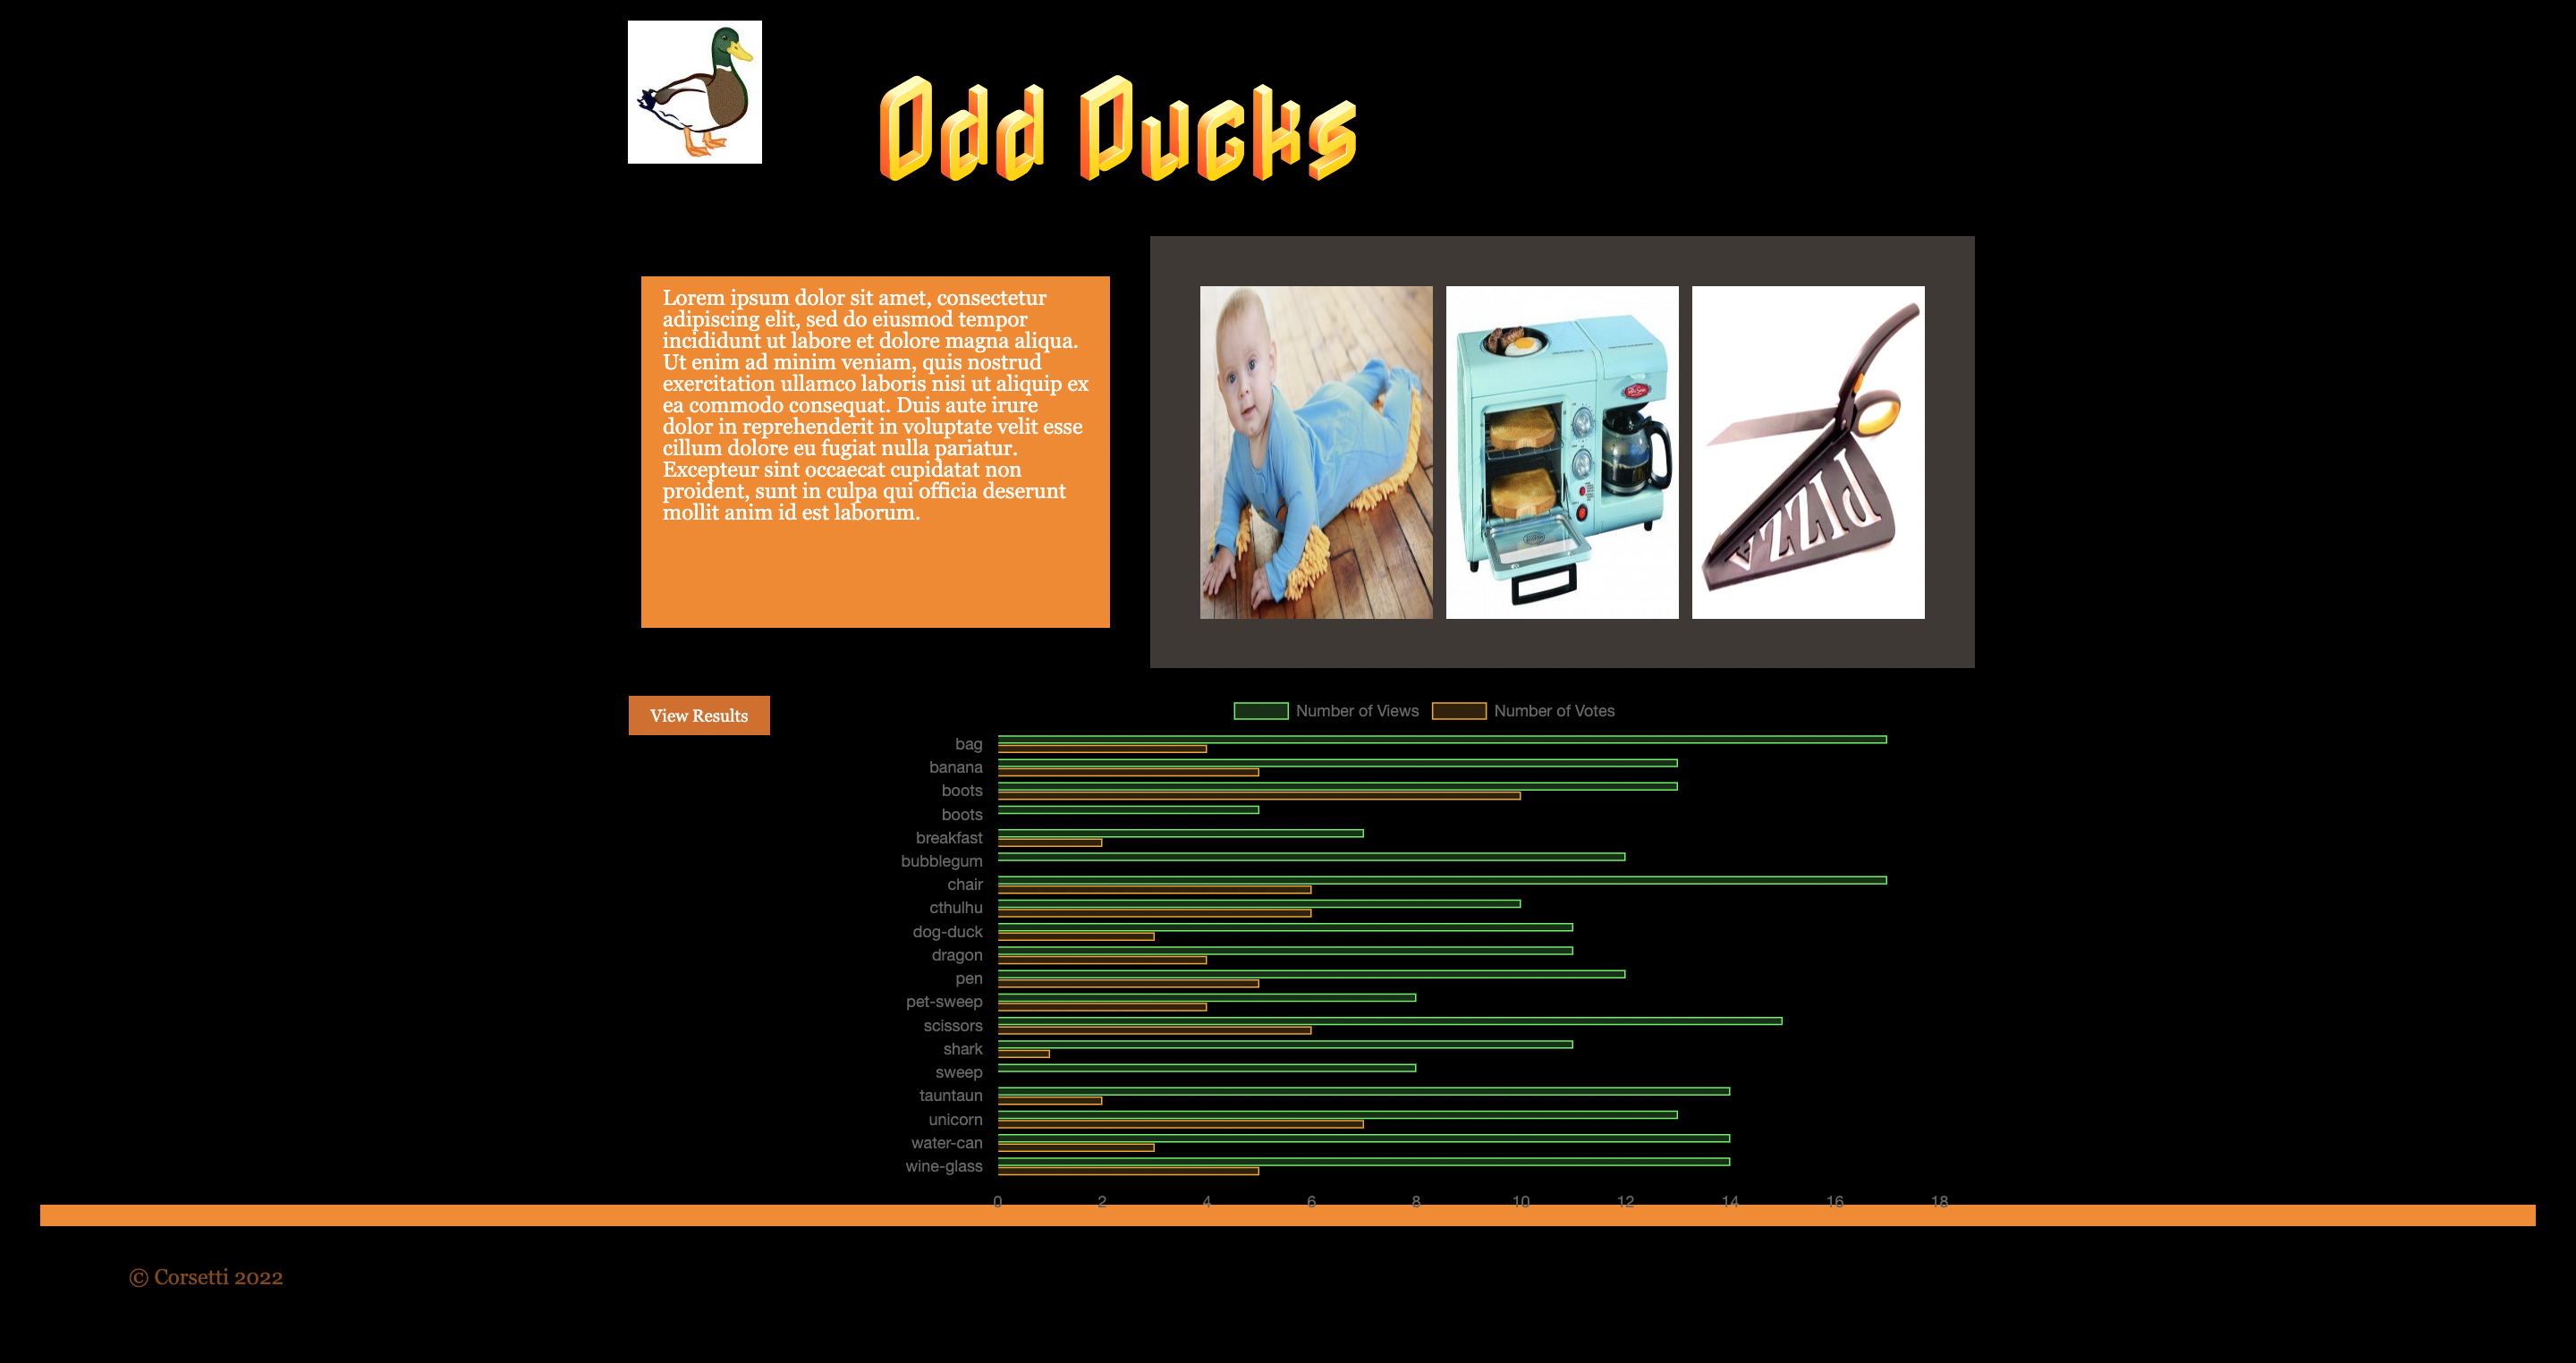 Odd Ducks
Lorem ipsum dolor sit amet, consectetur
adipiscing elit, sed do eiusmod tempor
incididunt ut labore et dolore magna aliqua.
Ut enim ad minim veniam, quis nostrud
exercitation ullamco laboris nisi ut aliquip ex
ea commodo consequat. Duis aute irure
dolor in reprehenderit in voluptate velit esse
cillum dolore eu fugiat nulla pariatur.
Excepteur sint occaecat cupidatat non
proident, sunt in culpa qui officia deserunt
mollit anim id est laborum.
PIZZA
View Results
Number of Views Number of Votes
bag
banana
boots
boots
breakfast
bubblegum
chair
cthulhu
dog-duck
dragon
pen
pet-sweep
scissors
shark
sweep
tauntaun
unicorn
water-can
wine-glass
0 2 4 6 8 10 12 14 16 18
© Corsetti 2022